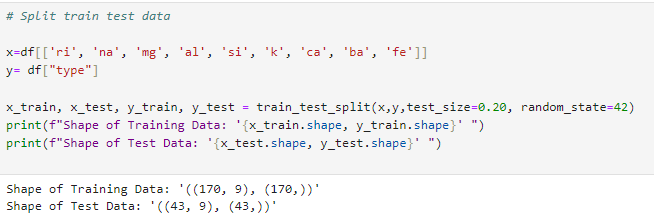 # Split train test data
x=df[['ri', 'na', 'mg', 'al', 'si', 'k', 'ca', 'ba', 'fe']]
y= df["type"]
x_train, x_test, y_train, y_test = train_test_split(x,y,test_size=0.20, random_state=42)
print(f"Shape of Training Data: '{x_train.shape, y_train.shape}' ")
print(f"Shape of Test Data: '{x_test.shape, y_test.shape}' ")
Shape of Training Data: '((170, 9), (170,))'
Shape of Test Data: '((43, 9), (43,))'